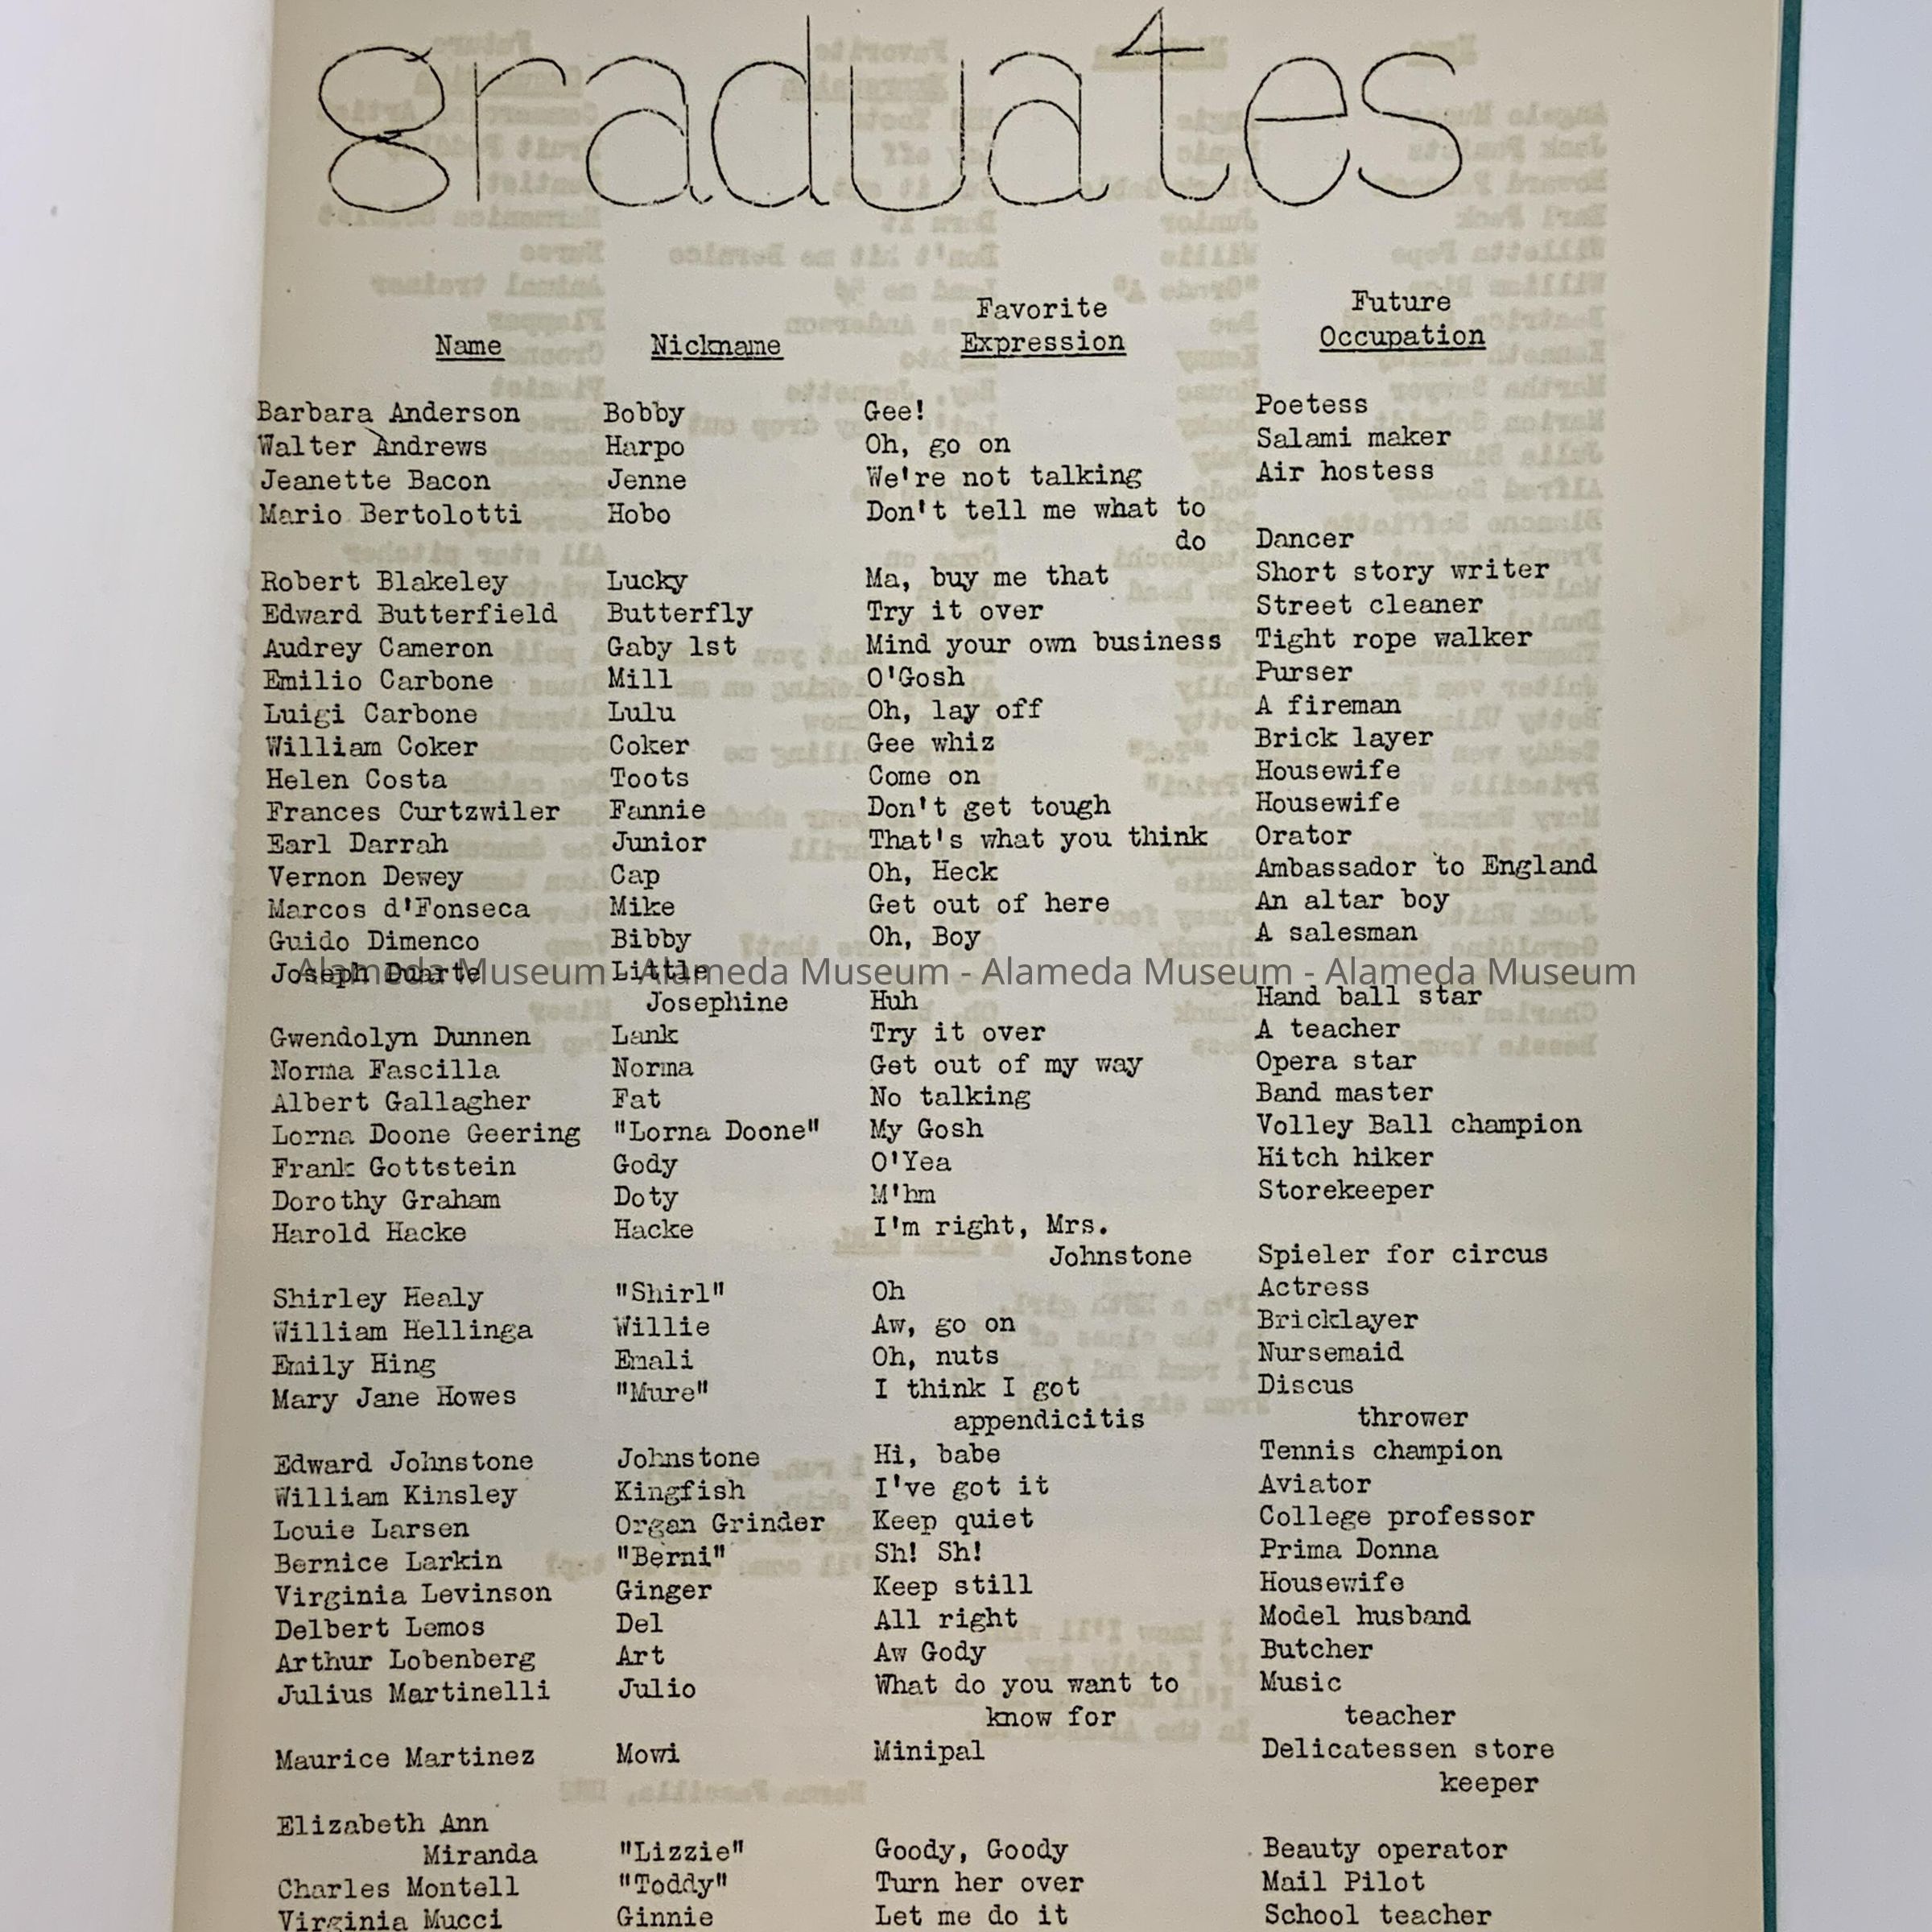 graduates
Favorite Future
Name Nickname Expression Occupation
Barbara Anderson Bobby Gee! Poetess
Walter Andrews Harpo Oh, go on Salami maker
Jeanette Bacon Jenne We're not talking Air hostess
Mario Bertolotti Hobo Don't tell me what to
do Dancer
Robert Blakeley Lucky Ma, buy me that Short story writer
Edward Butterfield Butterfly Try it over Street cleaner
Audrey Cameron Gaby 1st Mind your own business Tight rope walker
Emilio Carbone Mill O'Gosh Purser
Luigi Carbone Lulu Oh, lay off A fireman
William Coker Coker Gee whiz Brick layer
Helen Costa Toots Come on Housewife
Frances Curtzwiler Fannie Don't get tough Housewife
Earl Darrah Junior That's what you think Orator
Vernon Dewey Cap Oh, Heck Ambassador to England
Marcos d'Fonseca Mike Get out of here An altar boy
Guido Dimenco Bibby Oh, Boy A salesman
Joseph Duarte Little
Alameda Museum - Alameda Museum - Alameda Museum - Alameda Museum
Josephine Huh Hand ball star
Gwendolyn Dunnen Lank Try it over A teacher
Norma Fascilla Norma Get out of my way Opera star
Albert Gallagher Fat No talking Band master
Lorna Doone Geering "Lorna Doone" My Gosh Volley Ball champion
Frank Gottstein Gody O'Yea Hitch hiker
Dorothy Graham Doty M'hm Storekeeper
Harold Hacke Hacke I'm right, Mrs.
Johnstone Spieler for circus
Shirley Healy "Shirl" Oh Actress
William Hellinga Willie Aw, go on Bricklayer
Emily Hing Emali Oh, nuts Nursemaid
Mary Jane Howes "Mure" I think I got Discus
appendicitis thrower
Edward Johnstone Johnstone Hi, babe Tennis champion
William Kinsley Kingfish I've got it Aviator
Louie Larsen Organ Grinder Keep quiet College professor
Bernice Larkin "Berni" Sh! Sh! Prima Donna
Virginia Levinson Ginger Keep still Housewife
Delbert Lemos Del All right Model husband
Arthur Lobenberg Art Aw Gody Butcher
Julius Martinelli Julio What do you want to Music
know for teacher
Maurice Martinez Mowi Minipal Delicatessen store
keeper
Elizabeth Ann
Miranda "Lizzie" Goody, Goody Beauty operator
Charles Montell "Toddy" Turn her over Mail Pilot
Virginia Mucci Ginnie Let me do it School teacher